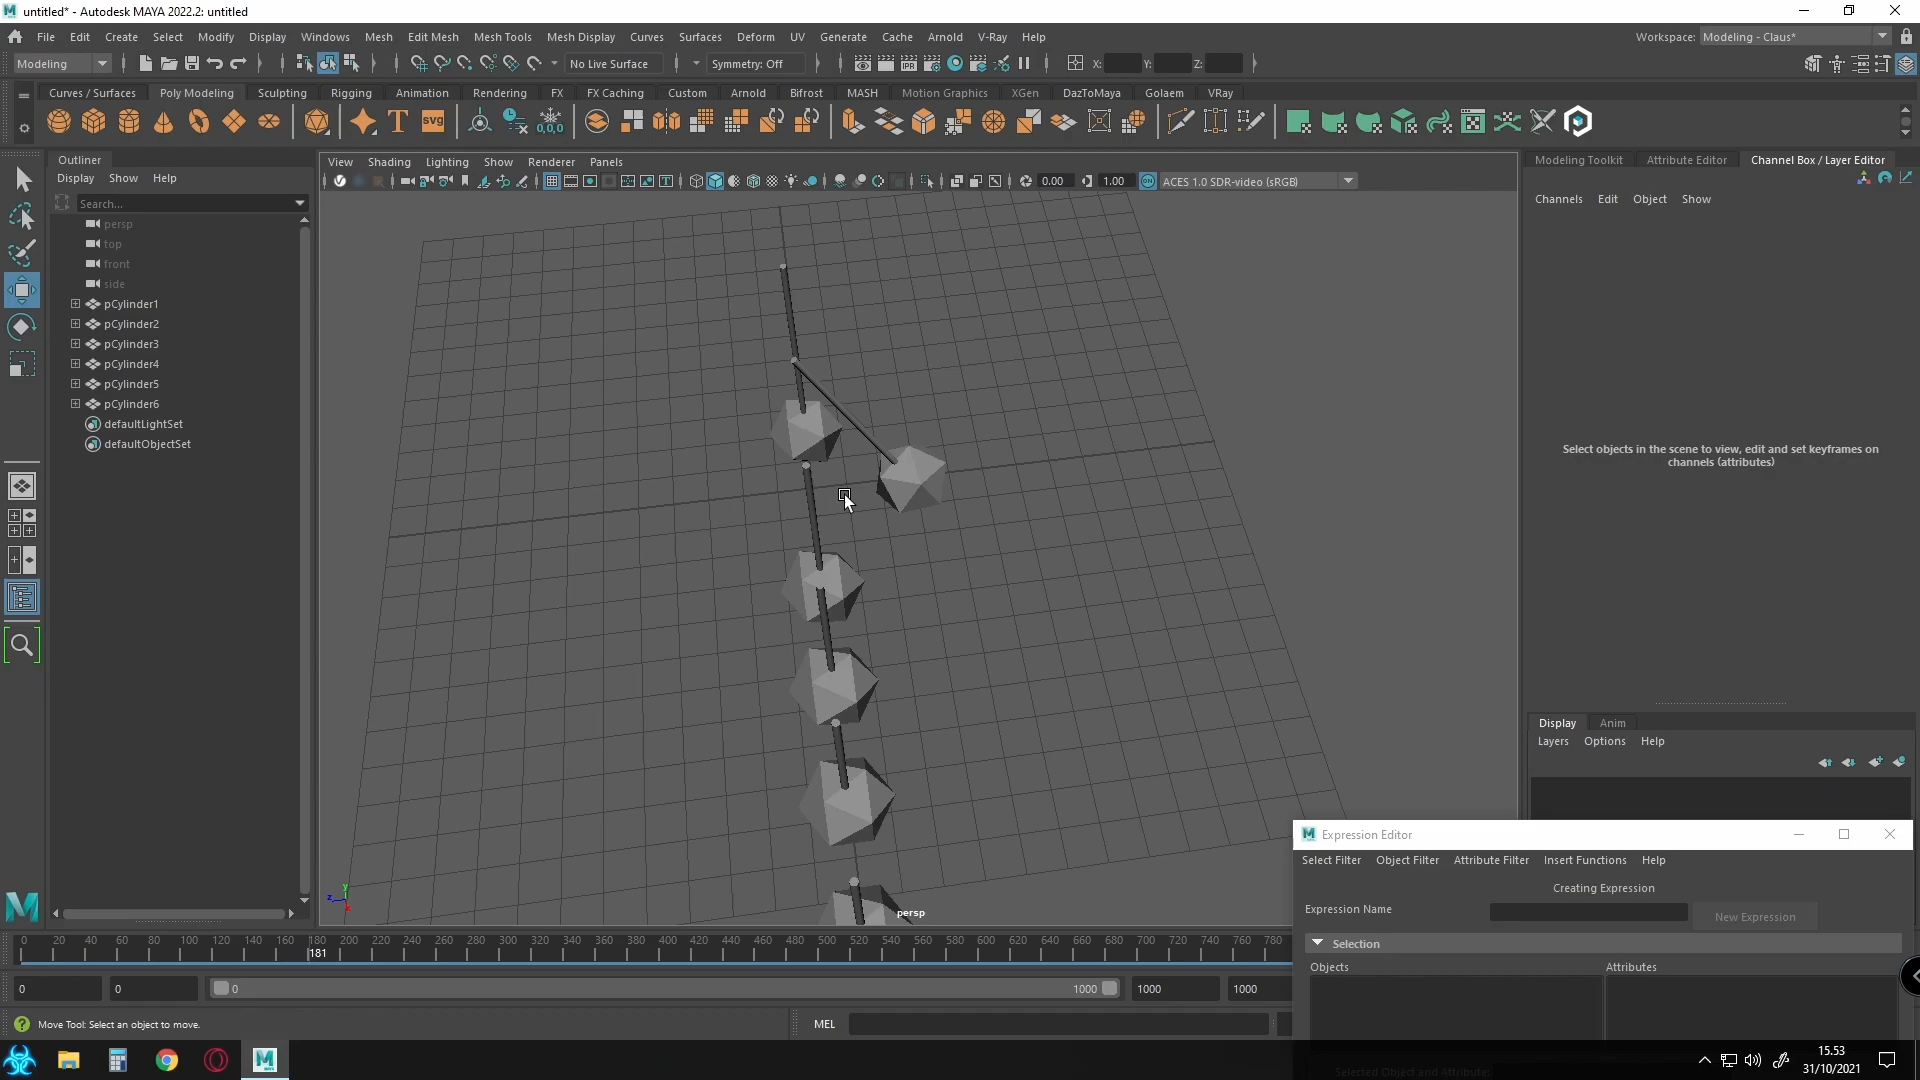 untitled* - Autodesk MAYA 2022.2: untitled
File Edit Create Select Modify Display Windows Mesh Edit Mesh Mesh Tools Mesh Display Curves Surfaces Deform UV Generate Cache Arnold V-Ray Help
Workspace: Modeling - Claus*
Modeling
No Live Surface
Symmetry: Off
X: Y: Z:
Curves / Surfaces Poly Modeling Sculpting Rigging Animation Rendering FX FX Caching Custom Arnold Bifrost MASH Motion Graphics XGen DazToMaya Golaem VRay
Outliner
Display Show Help
Search...
persp
top
front
side
pCylinder1
pCylinder2
pCylinder3
pCylinder4
pCylinder5
pCylinder6
defaultLightSet
defaultObjectSet
View Shading Lighting Show Renderer Panels
0.00 1.00 ACES 1.0 SDR-video (sRGB)
persp
Modeling Toolkit Attribute Editor Channel Box / Layer Editor
Channels Edit Object Show
Select objects in the scene to view, edit and set keyframes on
channels (attributes)
Display Anim
Layers Options Help
Expression Editor
Select Filter Object Filter Attribute Filter Insert Functions Help
Creating Expression
Expression Name New Expression
Selection
Objects Attributes
Selected Object and Attribute:
0 20 40 60 80 100 120 140 160 180 200 220 240 260 280 300 320 340 360 380 400 420 440 460 480 500 520 540 560 580 600 620 640 660 680 700 720 740 760 780
181
0 0 0 1000 1000 1000
Move Tool: Select an object to move.
MEL
15.53
31/10/2021